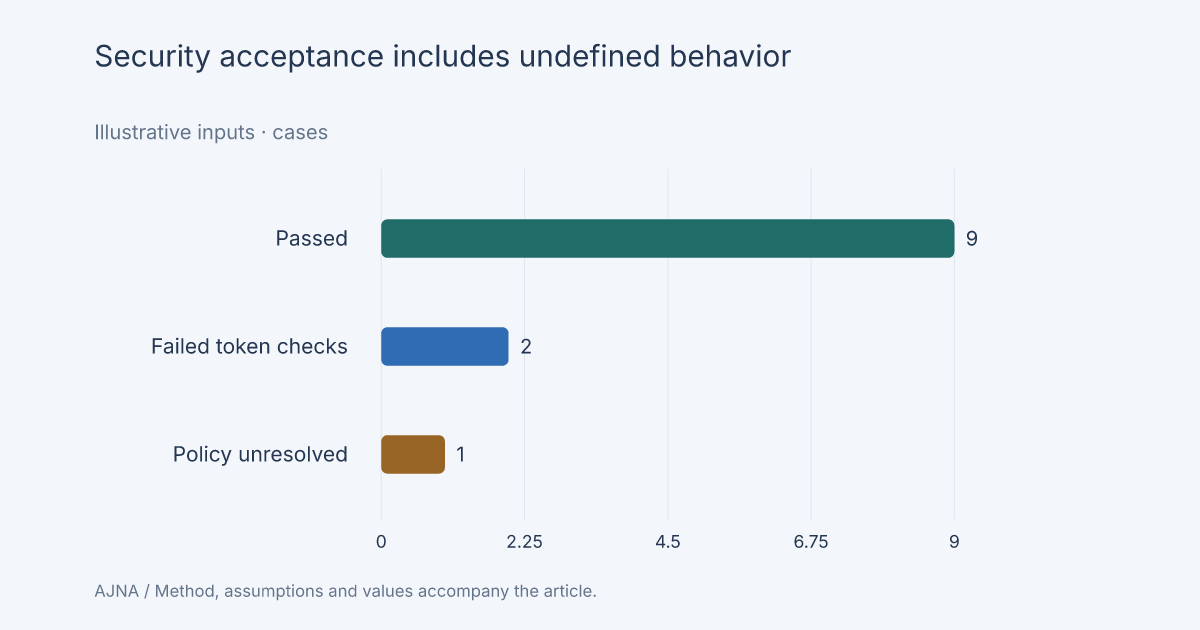 Security acceptance includes undefined behavior
Illustrative inputs · cases
Passed
9
Failed token checks
2
Policy unresolved
1
0
2.25
4.5
6.75
9
AJNA / Method, assumptions and values accompany the article.